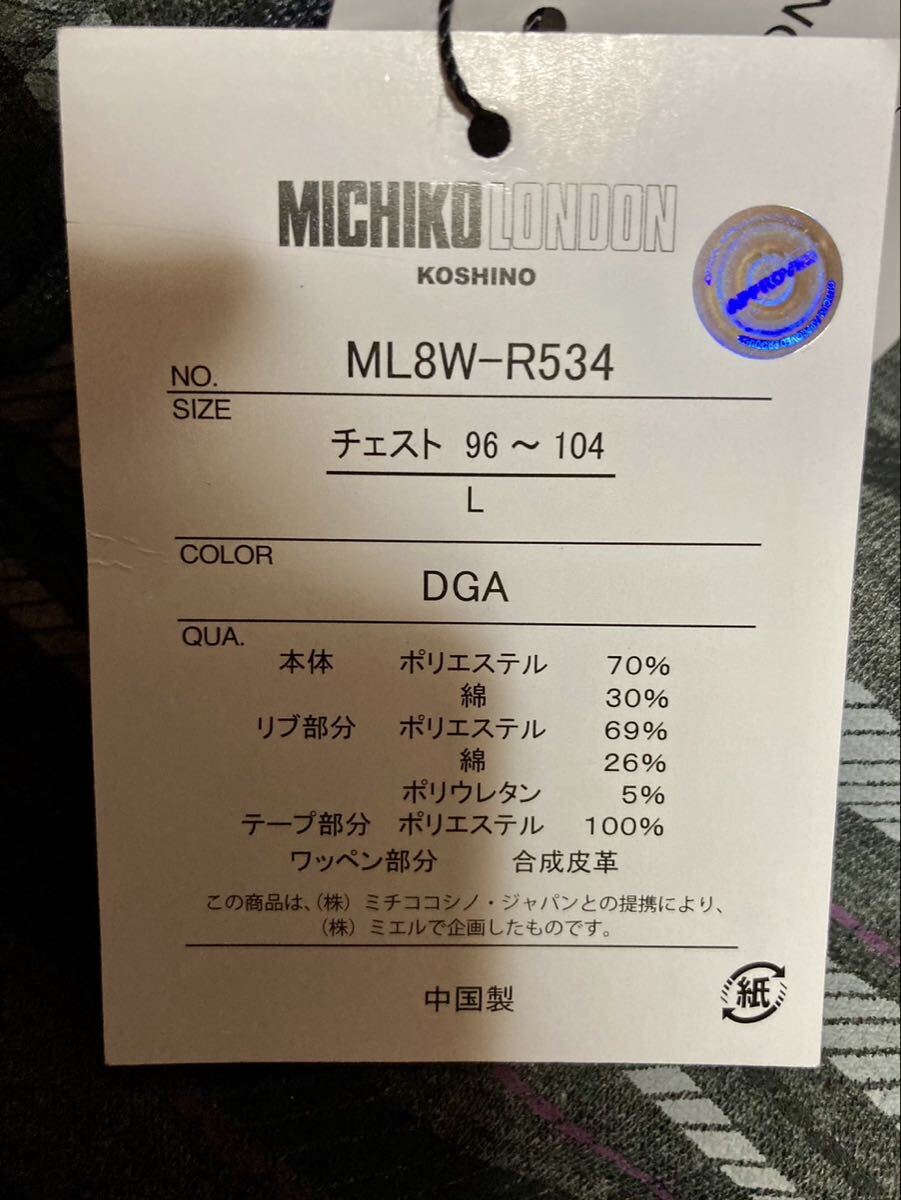 MICHIKO LONDON
KOSHINO
APPROVED
NO. ML8W-R534
SIZE
チェスト 96 ～ 104
L
COLOR
DGA
QUA.
本体 ポリエステル 70%
綿 30%
リブ部分 ポリエステル 69%
綿 26%
ポリウレタン 5%
テープ部分 ポリエステル 100%
ワッペン部分 合成皮革
この商品は、(株) ミチココシノ・ジャパンとの提携により、
(株) ミエルで企画したものです。
中国製
紙